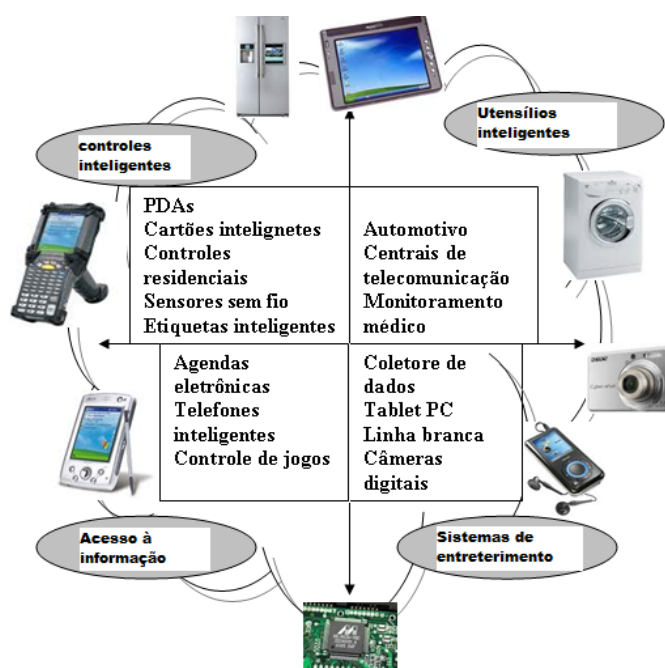 Utensílios
inteligentes
controles
inteligentes
PDAs
Cartões intelignetes
Controles
residenciais
Sensores sem fio
Etiquetas inteligentes
Automotivo
Centrais de
telecomunicação
Monitoramento
médico
Agendas
eletrônicas
Telefones
inteligentes
Controle de jogos
Coletore de
dados
Tablet PC
Linha branca
Câmeras
digitais
Acesso à
informação
Sistemas de
entreterimento